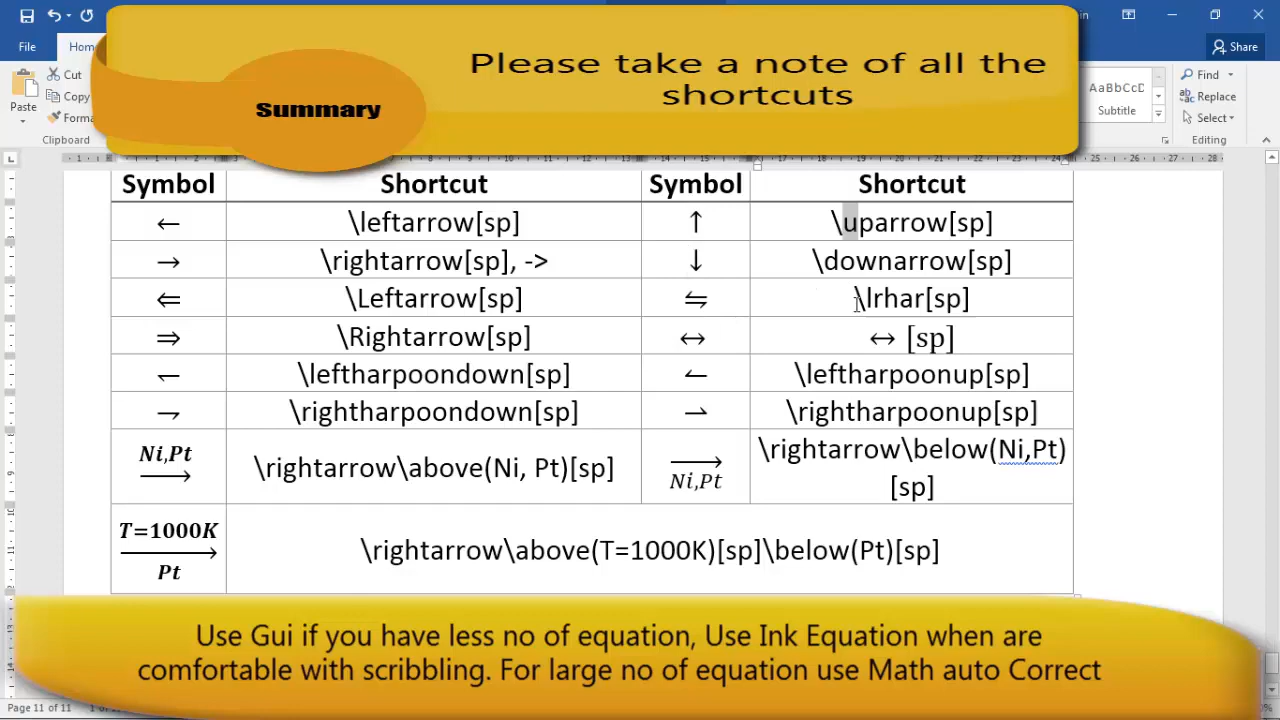 in
File Home Share
Please take a note of all the
shortcuts
Summary
Cut
Copy
Forma
Paste
Clipboard
AaBbCcC
Subtitle
Find
Replace
Select
Editing
Symbol Shortcut Symbol Shortcut
← \leftarrow[sp] ↑ \uparrow[sp]
→ \rightarrow[sp], -> ↓ \downarrow[sp]
⇐ \Leftarrow[sp] ⇋ \lrhar[sp]
⇒ \Rightarrow[sp] ↔ ↔ [sp]
↽ \leftharpoondown[sp] ↼ \leftharpoonup[sp]
⇁ \rightharpoondown[sp] ⇀ \rightharpoonup[sp]
Ni,Pt
→ \rightarrow\above(Ni, Pt)[sp] → \rightarrow\below(Ni,Pt)
Ni,Pt [sp]
T=1000K
→ \rightarrow\above(T=1000K)[sp]\below(Pt)[sp]
Pt
Use Gui if you have less no of equation, Use Ink Equation when are
comfortable with scribbling. For large no of equation use Math auto Correct
Page 11 of 11